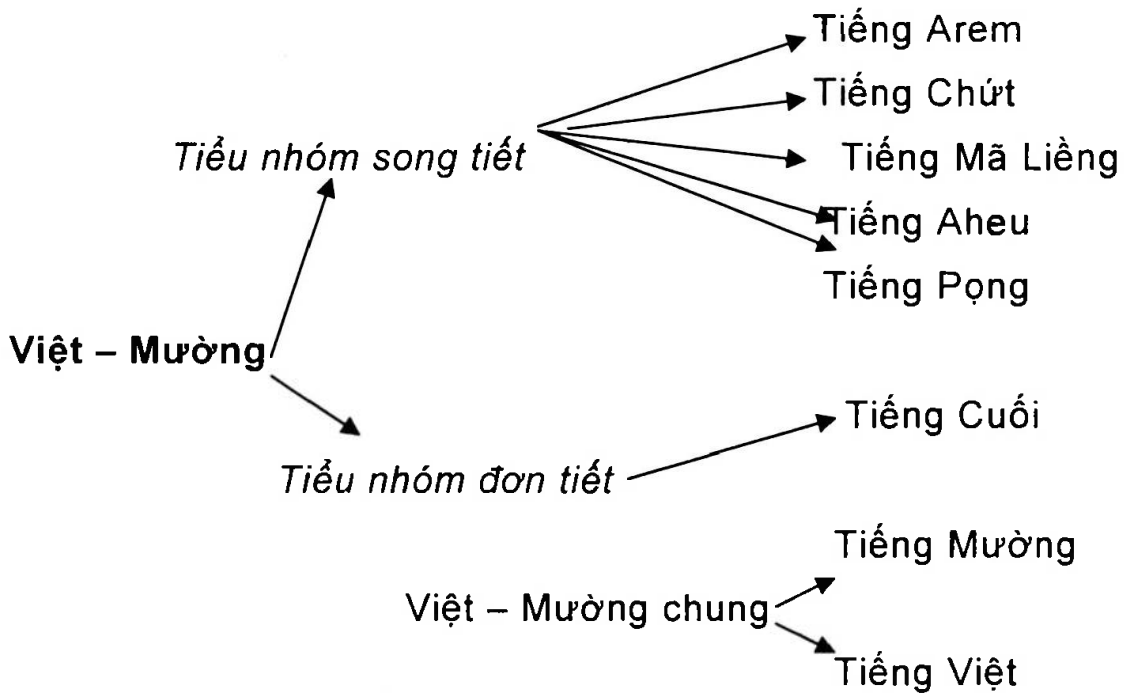 Tiếng Arem
Tiếng Chứt
Tiểu nhóm song tiết
Tiếng Mã Liềng
Tiếng Aheu
Tiếng Pọng
Việt – Mường
Tiếng Cuối
Tiểu nhóm đơn tiết
Tiếng Mường
Việt – Mường chung
Tiếng Việt